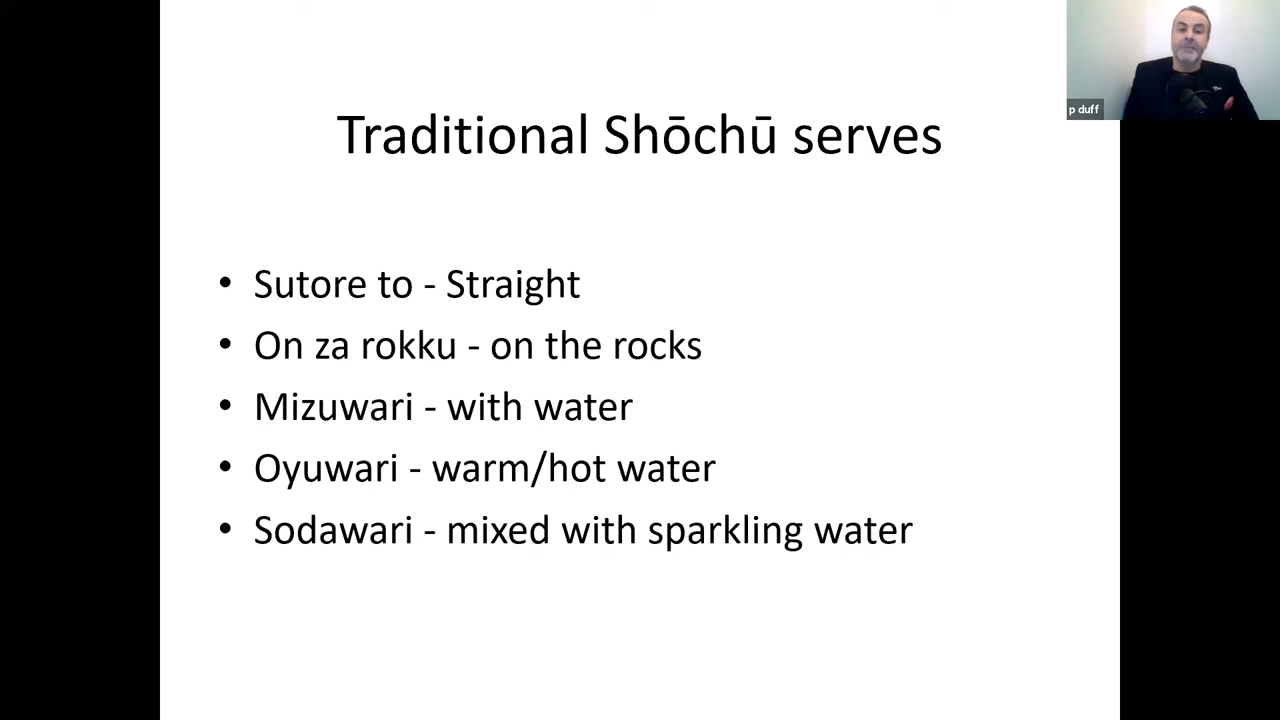 p duff
Traditional Shōchū serves
• Sutore to - Straight
• On za rokku - on the rocks
• Mizuwari - with water
• Oyuwari - warm/hot water
• Sodawari - mixed with sparkling water